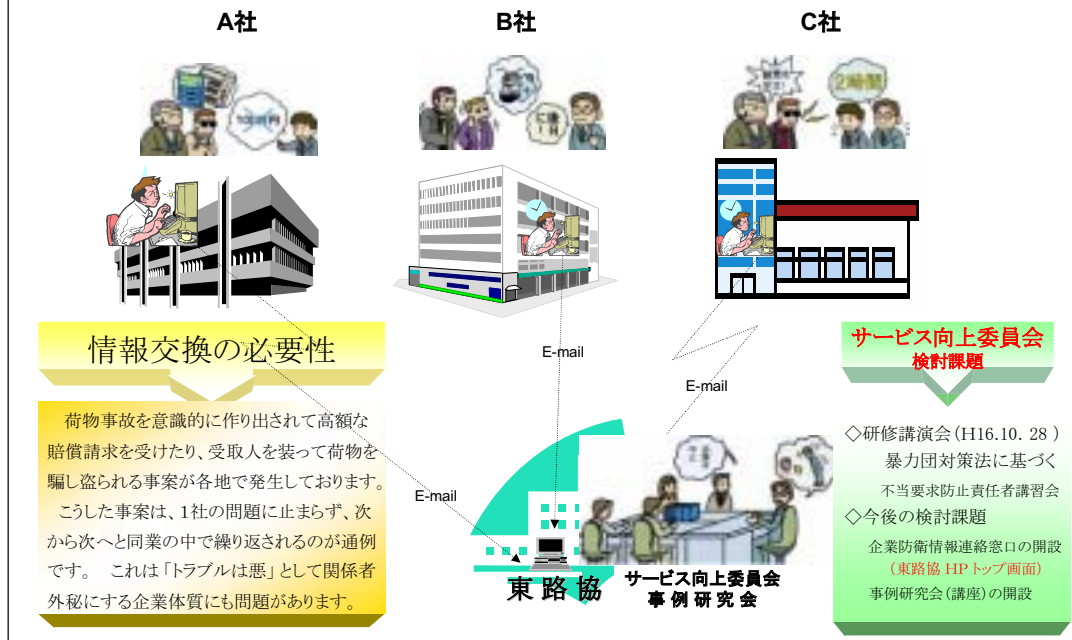 A社
B社
C社
100万円
2時間
情報交換の必要性
荷物事故を意識的に作り出されて高額な
賠償請求を受けたり、受取人を装って荷物を
騙し盗られる事案が各地で発生しております。
こうした事案は、1社の問題に止まらず、次
から次へと同業の中で繰り返されるのが通例
です。 これは「トラブルは悪」として関係者
外秘にする企業体質にも問題があります。
E-mail
E-mail
E-mail
東路協
サービス向上委員会
事例研究会
サービス向上委員会
検討課題
◇研修講演会(H16.10. 28 )
暴力団対策法に基づく
不当要求防止責任者講習会
◇今後の検討課題
企業防衛情報連絡窓口の開設
(東路協 HPトップ画面)
事例研究会(講座)の開設